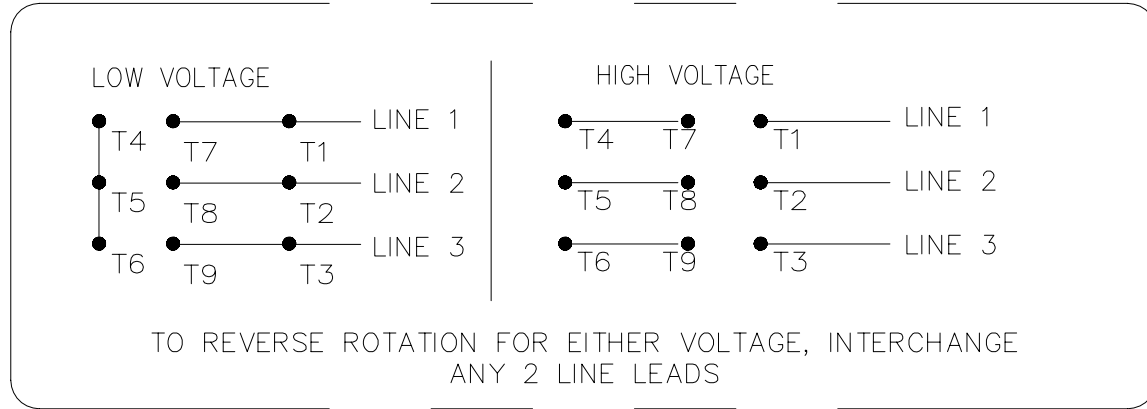 LOW VOLTAGE
T4 T7 T1 LINE 1
T5 T8 T2 LINE 2
T6 T9 T3 LINE 3
HIGH VOLTAGE
T4 T7 T1 LINE 1
T5 T8 T2 LINE 2
T6 T9 T3 LINE 3
TO REVERSE ROTATION FOR EITHER VOLTAGE, INTERCHANGE
ANY 2 LINE LEADS